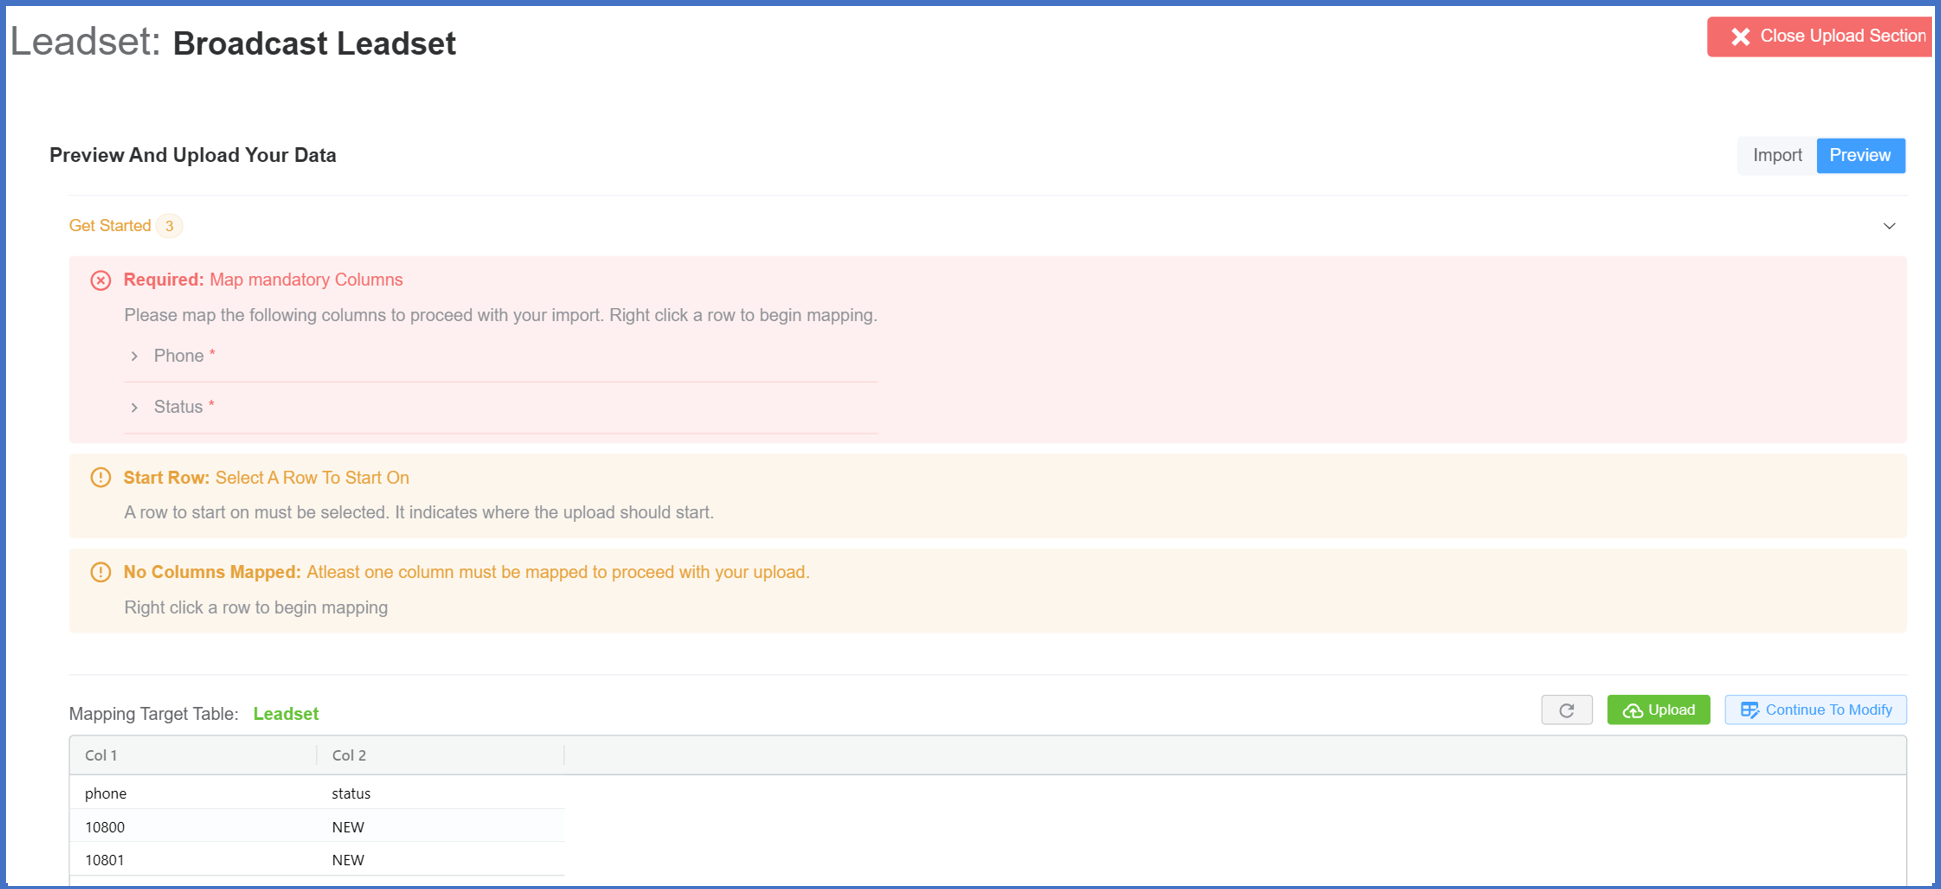 Leadset: Broadcast Leadset
Close Upload Section
Preview And Upload Your Data
Import
Preview
Get Started 3
Required: Map mandatory Columns
Please map the following columns to proceed with your import. Right click a row to begin mapping.
Phone *
Status *
Start Row: Select A Row To Start On
A row to start on must be selected. It indicates where the upload should start.
No Columns Mapped: Atleast one column must be mapped to proceed with your upload.
Right click a row to begin mapping
Mapping Target Table: Leadset
Upload
Continue To Modify
Col 1 Col 2
phone status
10800 NEW
10801 NEW